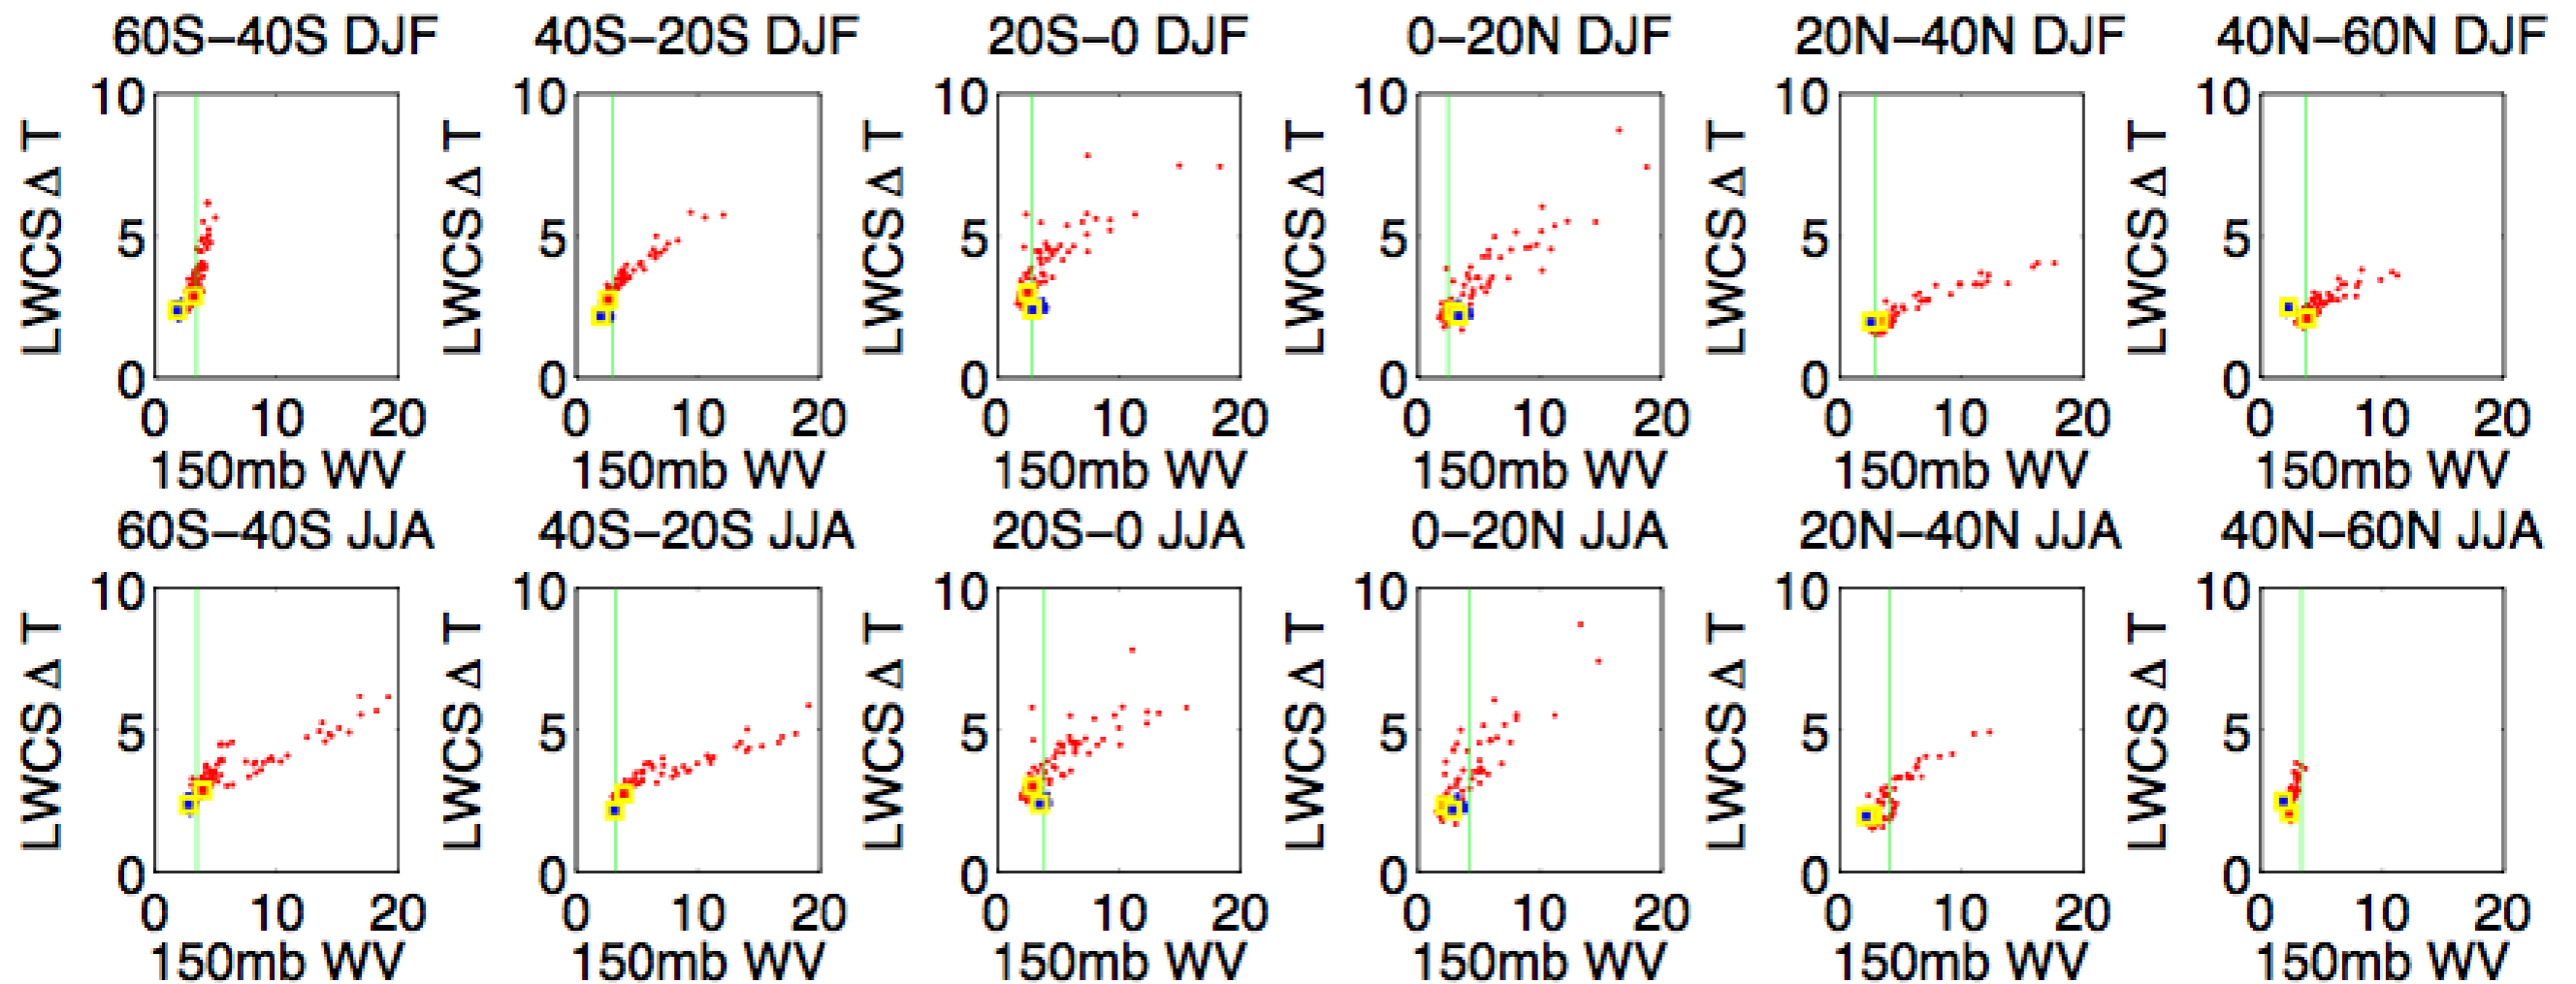 60S−40S DJF 40S−20S DJF 20S−0 DJF 0−20N DJF 20N−40N DJF 40N−60N DJF
10 10 10 10 10 10
LWCS Δ T LWCS Δ T LWCS Δ T LWCS Δ T LWCS Δ T LWCS Δ T
5 5 5 5 5 5
0 0 0 0 0 0
0 10 20 0 10 20 0 10 20 0 10 20 0 10 20 0 10 20
150mb WV 150mb WV 150mb WV 150mb WV 150mb WV 150mb WV
60S−40S JJA 40S−20S JJA 20S−0 JJA 0−20N JJA 20N−40N JJA 40N−60N JJA
10 10 10 10 10 10
LWCS Δ T LWCS Δ T LWCS Δ T LWCS Δ T LWCS Δ T LWCS Δ T
5 5 5 5 5 5
0 0 0 0 0 0
0 10 20 0 10 20 0 10 20 0 10 20 0 10 20 0 10 20
150mb WV 150mb WV 150mb WV 150mb WV 150mb WV 150mb WV